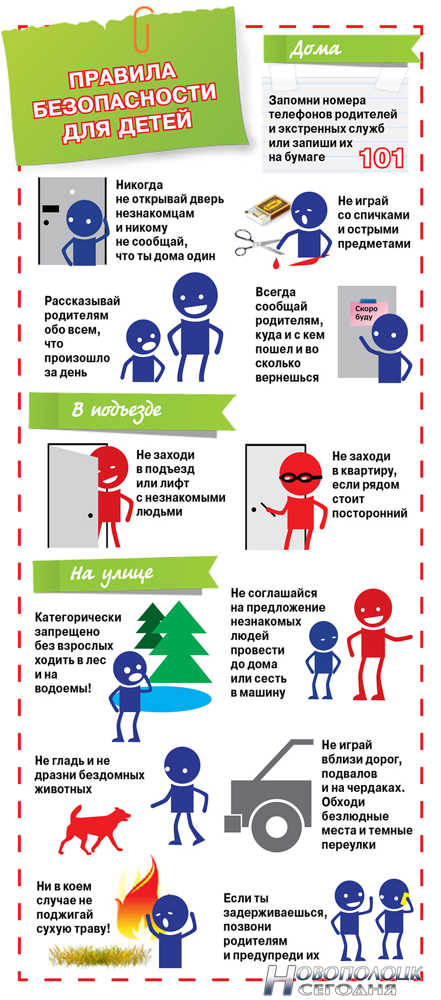 ПРАВИЛА
БЕЗОПАСНОСТИ
ДЛЯ ДЕТЕЙ
Дома
Запомни номера
телефонов родителей
и экстренных служб
или запиши их
на бумаге
101
Никогда
не открывай дверь
незнакомцам
и никому
не сообщай,
что ты дома один
Не играй
со спичками
и острыми
предметами
Рассказывай
родителям
обо всем,
что
произошло
за день
Всегда
сообщай
родителям,
куда и с кем
пошел и во
сколько
вернешься
Скоро
буду
В подъезде
Не заходи
в подъезд
или лифт
с незнакомыми
людьми
Не заходи
в квартиру,
если рядом
стоит
посторонний
На улице
Категорически
запрещено
без взрослых
ходить в лес
и на
водоемы!
Не соглашайся
на предложение
незнакомых
людей
провести
до дома
или сесть
в машину
Не гладь и не
дразни бездомных
животных
Не играй
вблизи дорог,
подвалов
и на чердаках.
Обходи
безлюдные
места и темные
переулки
Ни в коем
случае не
поджигай
сухую траву!
Если ты
задерживаешься,
позвони
родителям
и предупреди их
НОВОПОЛОЦК
СЕГОДНЯ